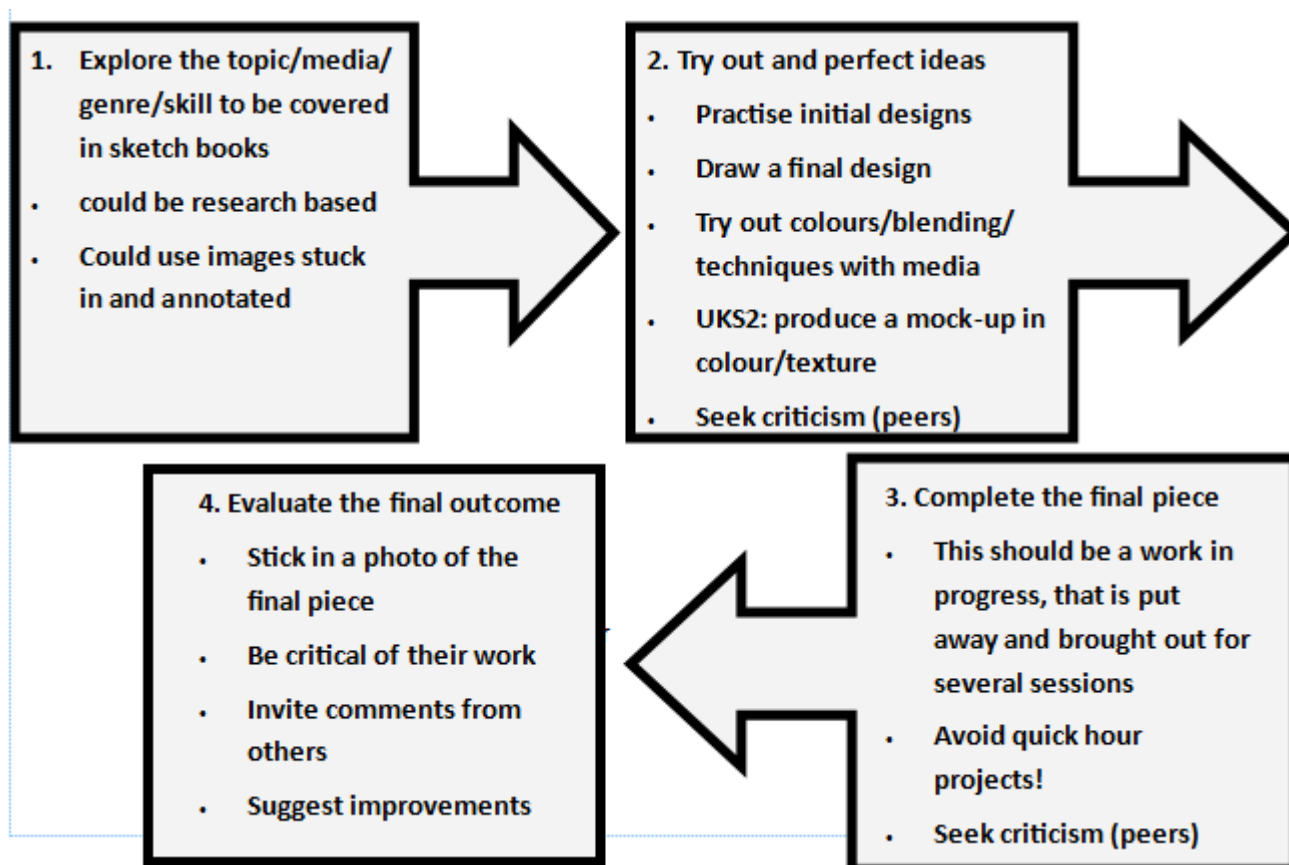 1. Explore the topic/media/
genre/skill to be covered
in sketch books
• could be research based
• Could use images stuck
in and annotated
2. Try out and perfect ideas
• Practise initial designs
• Draw a final design
• Try out colours/blending/
techniques with media
• UKS2: produce a mock-up in
colour/texture
• Seek criticism (peers)
3. Complete the final piece
• This should be a work in
progress, that is put
away and brought out for
several sessions
• Avoid quick hour
projects!
• Seek criticism (peers)
4. Evaluate the final outcome
• Stick in a photo of the
final piece
• Be critical of their work
• Invite comments from
others
• Suggest improvements